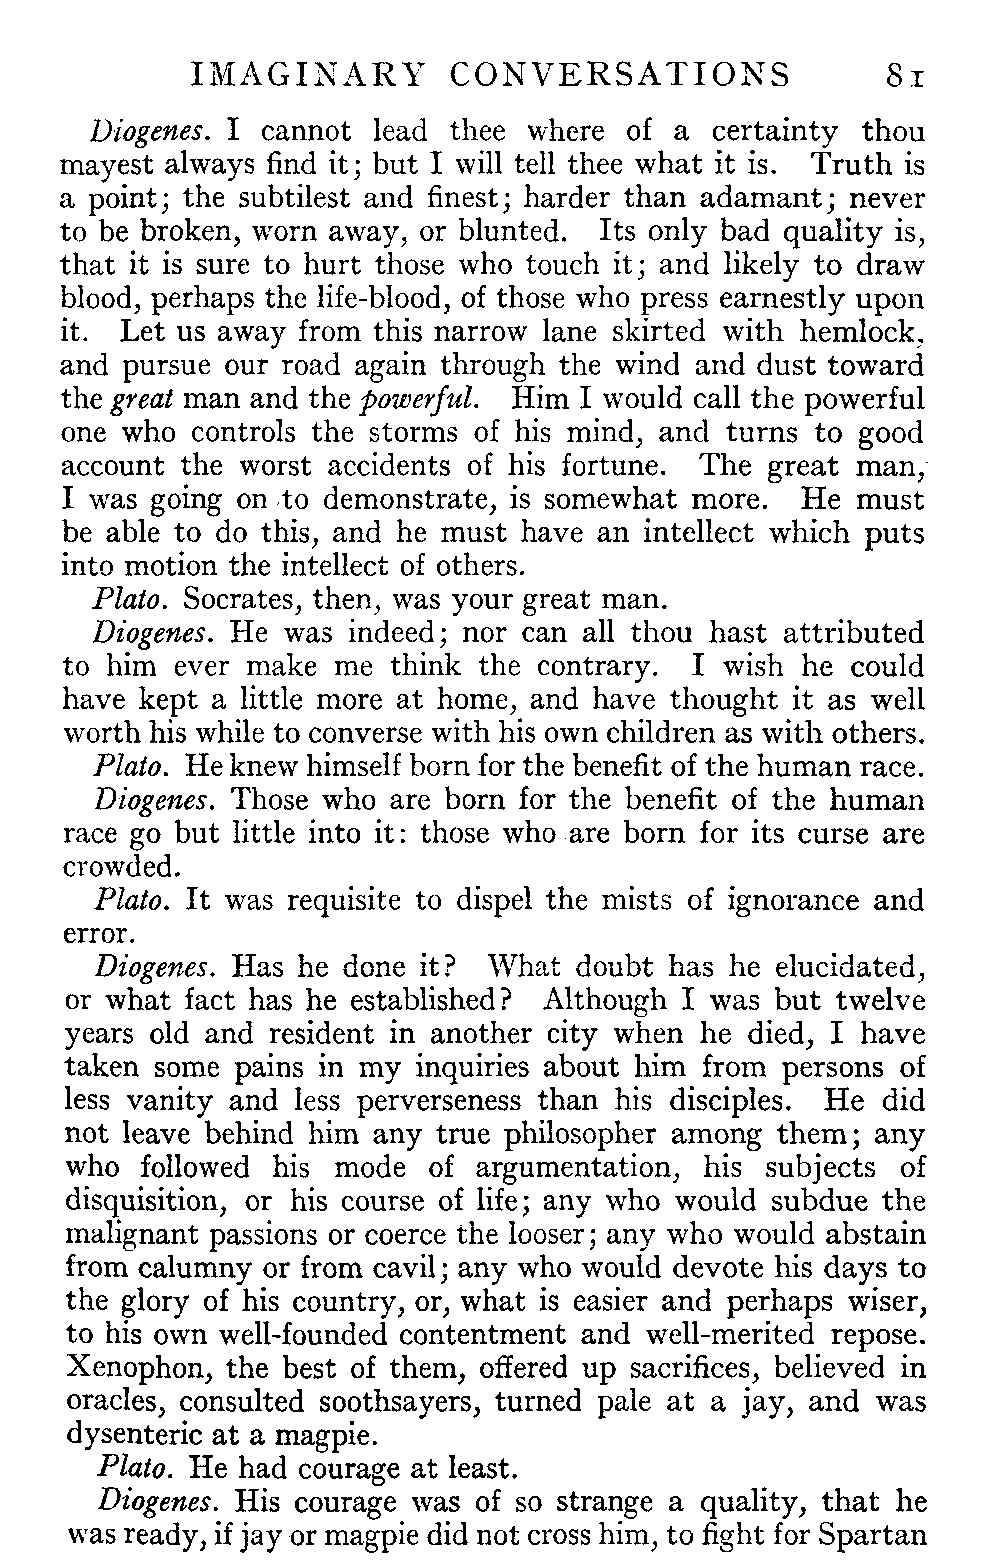 IMAGINARY CONVERSATIONS 81
Diogenes. I cannot lead thee where of a certainty thou
mayest always find it; but I will tell thee what it is. Truth is
a point; the subtilest and finest; harder than adamant; never
to be broken, worn away, or blunted. Its only bad quality is,
that it is sure to hurt those who touch it; and likely to draw
blood, perhaps the life-blood, of those who press earnestly upon
it. Let us away from this narrow lane skirted with hemlock,
and pursue our road again through the wind and dust toward
the great man and the powerful. Him I would call the powerful
one who controls the storms of his mind, and turns to good
account the worst accidents of his fortune. The great man,
I was going on to demonstrate, is somewhat more. He must
be able to do this, and he must have an intellect which puts
into motion the intellect of others.
Plato. Socrates, then, was your great man.
Diogenes. He was indeed; nor can all thou hast attributed
to him ever make me think the contrary. I wish he could
have kept a little more at home, and have thought it as well
worth his while to converse with his own children as with others.
Plato. He knew himself born for the benefit of the human race.
Diogenes. Those who are born for the benefit of the human
race go but little into it: those who are born for its curse are
crowded.
Plato. It was requisite to dispel the mists of ignorance and
error.
Diogenes. Has he done it? What doubt has he elucidated,
or what fact has he established? Although I was but twelve
years old and resident in another city when he died, I have
taken some pains in my inquiries about him from persons of
less vanity and less perverseness than his disciples. He did
not leave behind him any true philosopher among them; any
who followed his mode of argumentation, his subjects of
disquisition, or his course of life; any who would subdue the
malignant passions or coerce the looser; any who would abstain
from calumny or from cavil; any who would devote his days to
the glory of his country, or, what is easier and perhaps wiser,
to his own well-founded contentment and well-merited repose.
Xenophon, the best of them, offered up sacrifices, believed in
oracles, consulted soothsayers, turned pale at a jay, and was
dysenteric at a magpie.
Plato. He had courage at least.
Diogenes. His courage was of so strange a quality, that he
was ready, if jay or magpie did not cross him, to fight for Spartan